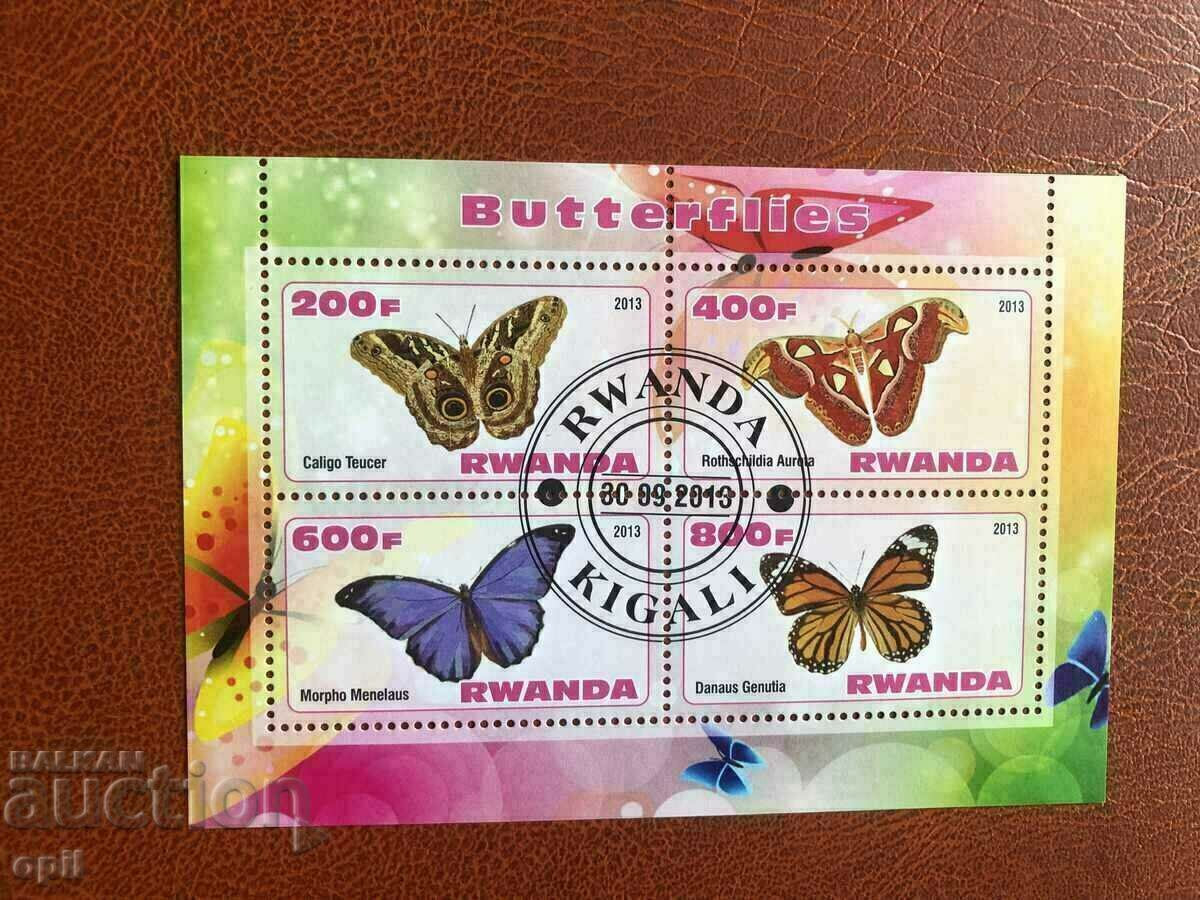 Butterflies
200F
2013
Caligo Teucer
RWANDA
400F
2013
Rothschildia Aurota
RWANDA
RWANDA
30 09 2013
KIGALI
600F
2013
Morpho Menelaus
RWANDA
800F
2013
Danaus Genutia
RWANDA
BALKAN
auction
opil